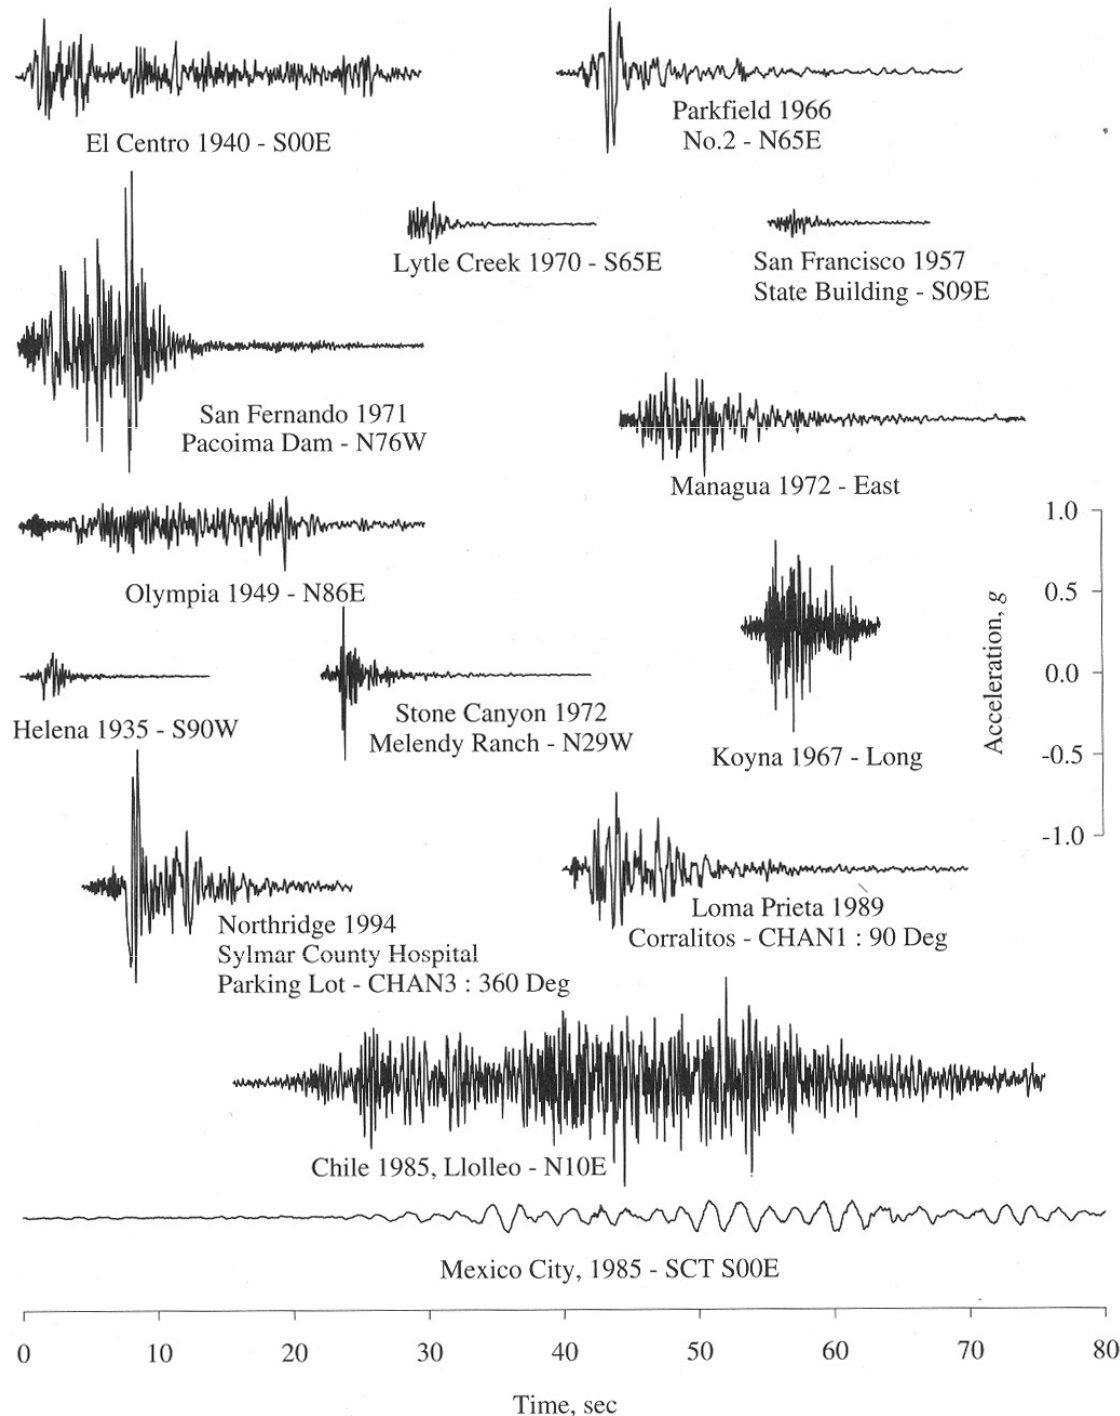 El Centro 1940 - S00E
Parkfield 1966
No.2 - N65E
Lytle Creek 1970 - S65E
San Francisco 1957
State Building - S09E
San Fernando 1971
Pacoima Dam - N76W
Managua 1972 - East
Olympia 1949 - N86E
Helena 1935 - S90W
Stone Canyon 1972
Melendy Ranch - N29W
Koyna 1967 - Long
1.0
0.5
0.0
-0.5
-1.0
Acceleration, g
Northridge 1994
Sylmar County Hospital
Parking Lot - CHAN3 : 360 Deg
Loma Prieta 1989
Corralitos - CHAN1 : 90 Deg
Chile 1985, Llolleo - N10E
Mexico City, 1985 - SCT S00E
0 10 20 30 40 50 60 70 80
Time, sec